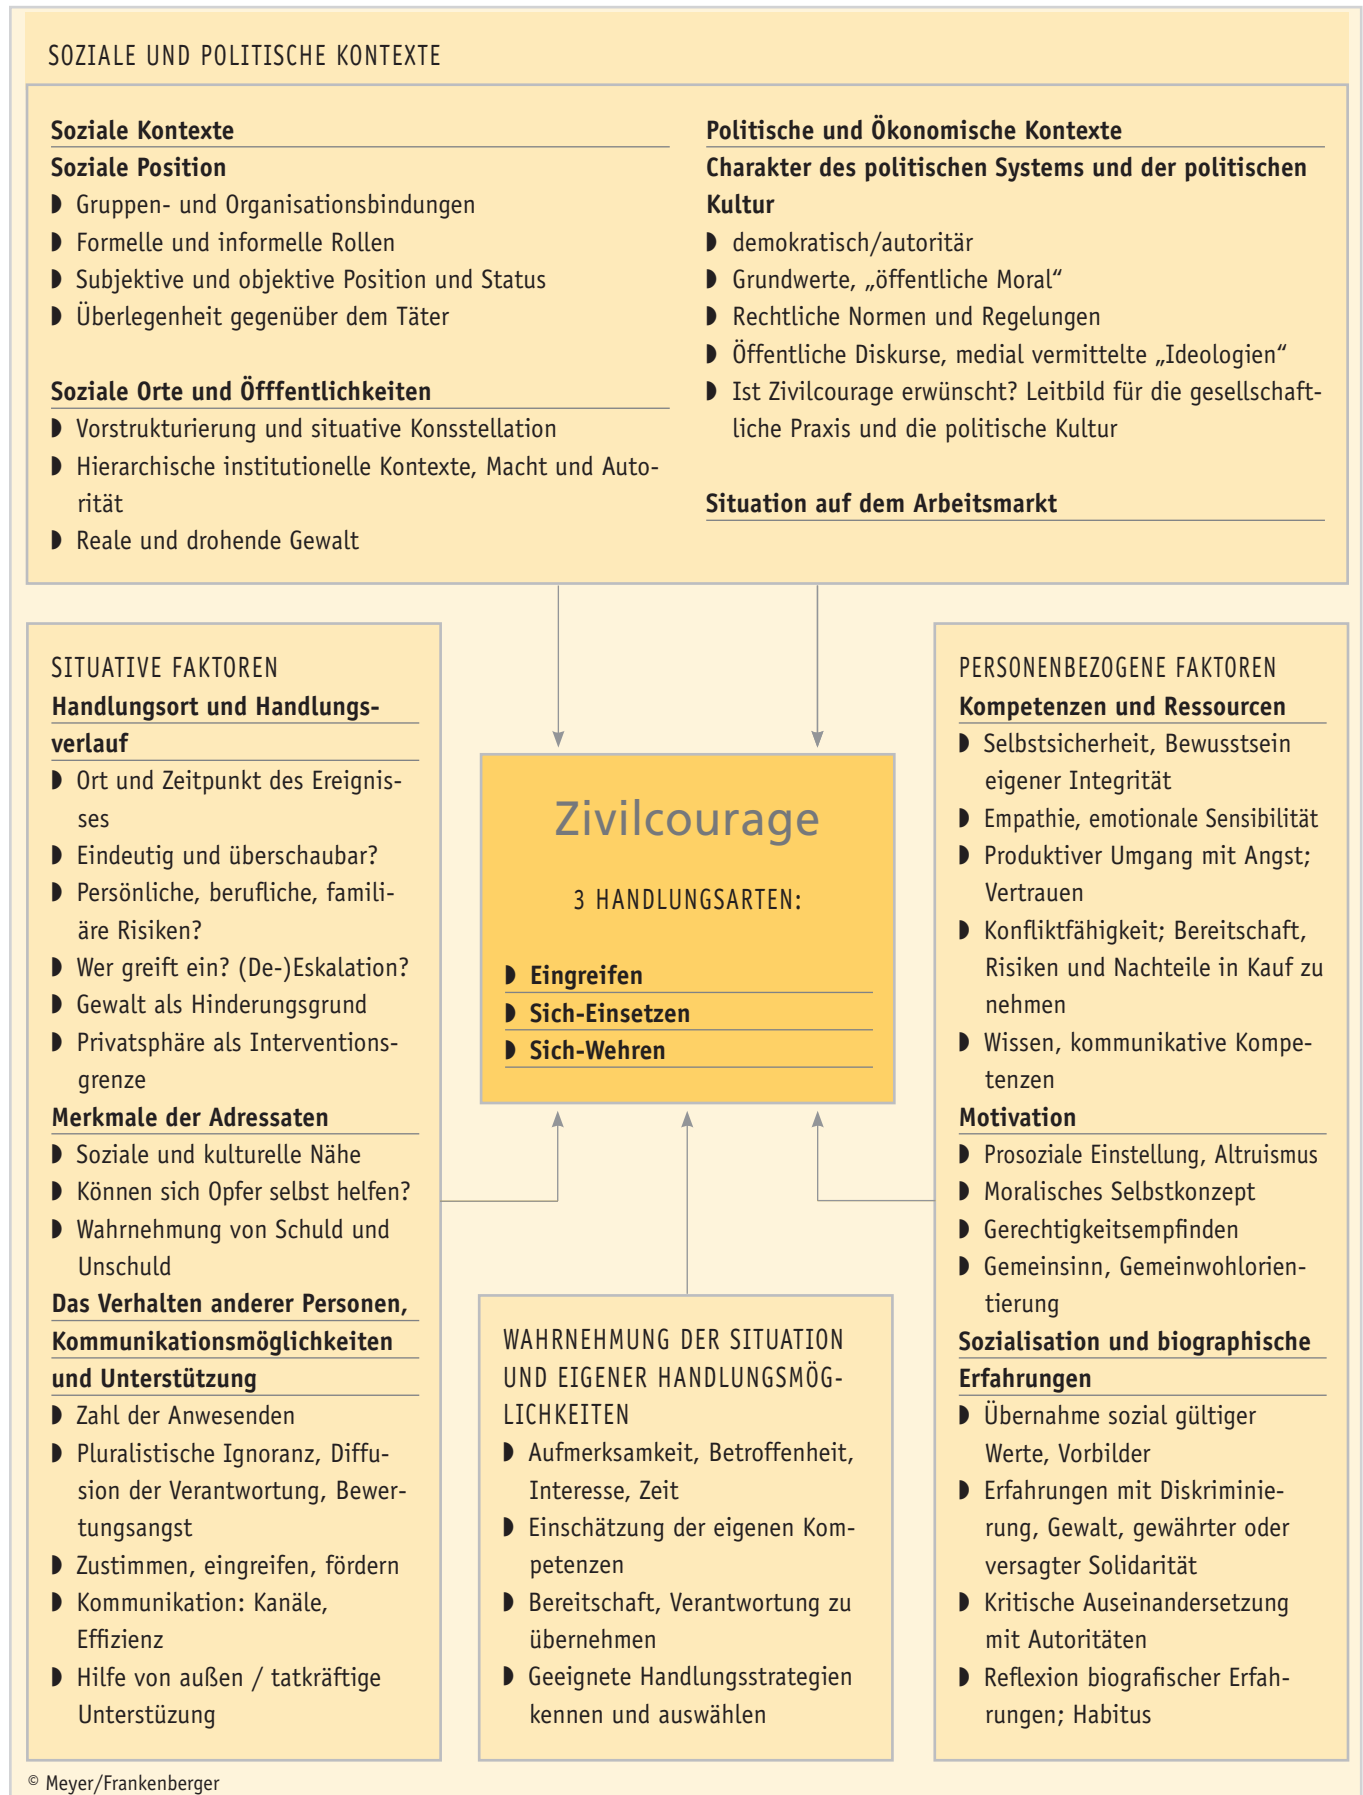 SOZIALE UND POLITISCHE KONTEXTE
Soziale Kontexte
Soziale Position
◗ Gruppen- und Organisationsbindungen
◗ Formelle und informelle Rollen
◗ Subjektive und objektive Position und Status
◗ Überlegenheit gegenüber dem Täter
Soziale Orte und Öfffentlichkeiten
◗ Vorstrukturierung und situative Konsstellation
◗ Hierarchische institutionelle Kontexte, Macht und Auto-
rität
◗ Reale und drohende Gewalt
Politische und Ökonomische Kontexte
Charakter des politischen Systems und der politischen
Kultur
◗ demokratisch/autoritär
◗ Grundwerte, „öffentliche Moral“
◗ Rechtliche Normen und Regelungen
◗ Öffentliche Diskurse, medial vermittelte „Ideologien“
◗ Ist Zivilcourage erwünscht? Leitbild für die gesellschaft-
liche Praxis und die politische Kultur
Situation auf dem Arbeitsmarkt
SITUATIVE FAKTOREN
Handlungsort und Handlungs-
verlauf
◗ Ort und Zeitpunkt des Ereignis-
ses
◗ Eindeutig und überschaubar?
◗ Persönliche, berufliche, famili-
äre Risiken?
◗ Wer greift ein? (De-)Eskalation?
◗ Gewalt als Hinderungsgrund
◗ Privatsphäre als Interventions-
grenze
Merkmale der Adressaten
◗ Soziale und kulturelle Nähe
◗ Können sich Opfer selbst helfen?
◗ Wahrnehmung von Schuld und
Unschuld
Das Verhalten anderer Personen,
Kommunikationsmöglichkeiten
und Unterstützung
◗ Zahl der Anwesenden
◗ Pluralistische Ignoranz, Diffu-
sion der Verantwortung, Bewer-
tungsangst
◗ Zustimmen, eingreifen, fördern
◗ Kommunikation: Kanäle,
Effizienz
◗ Hilfe von außen / tatkräftige
Unterstüzung
Zivilcourage
3 HANDLUNGSARTEN:
◗ Eingreifen
◗ Sich-Einsetzen
◗ Sich-Wehren
WAHRNEHMUNG DER SITUATION
UND EIGENER HANDLUNGSMÖG-
LICHKEITEN
◗ Aufmerksamkeit, Betroffenheit,
Interesse, Zeit
◗ Einschätzung der eigenen Kom-
petenzen
◗ Bereitschaft, Verantwortung zu
übernehmen
◗ Geeignete Handlungsstrategien
kennen und auswählen
PERSONENBEZOGENE FAKTOREN
Kompetenzen und Ressourcen
◗ Selbstsicherheit, Bewusstsein
eigener Integrität
◗ Empathie, emotionale Sensibilität
◗ Produktiver Umgang mit Angst;
Vertrauen
◗ Konfliktfähigkeit; Bereitschaft,
Risiken und Nachteile in Kauf zu
nehmen
◗ Wissen, kommunikative Kompe-
tenzen
Motivation
◗ Prosoziale Einstellung, Altruismus
◗ Moralisches Selbstkonzept
◗ Gerechtigkeitsempfinden
◗ Gemeinsinn, Gemeinwohlorien-
tierung
Sozialisation und biographische
Erfahrungen
◗ Übernahme sozial gültiger
Werte, Vorbilder
◗ Erfahrungen mit Diskriminie-
rung, Gewalt, gewährter oder
versagter Solidarität
◗ Kritische Auseinandersetzung
mit Autoritäten
◗ Reflexion biografischer Erfah-
rungen; Habitus
© Meyer/Frankenberger